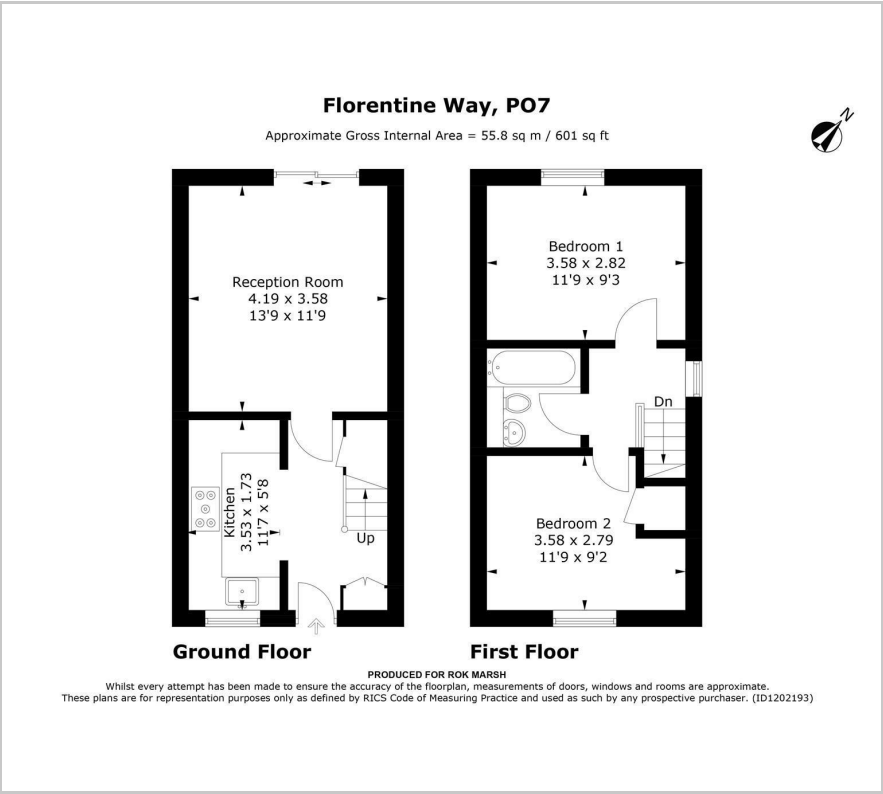 Florentine Way, PO7
Approximate Gross Internal Area = 55.8 sq m / 601 sq ft
N
Reception Room
4.19 x 3.58
13'9 x 11'9
Kitchen
3.53 x 1.73
11'7 x 5'8
Up
Ground Floor
Bedroom 1
3.58 x 2.82
11'9 x 9'3
Dn
Bedroom 2
3.58 x 2.79
11'9 x 9'2
First Floor
PRODUCED FOR ROK MARSH
Whilst every attempt has been made to ensure the accuracy of the floorplan, measurements of doors, windows and rooms are approximate.
These plans are for representation purposes only as defined by RICS Code of Measuring Practice and used as such by any prospective purchaser. (ID1202193)